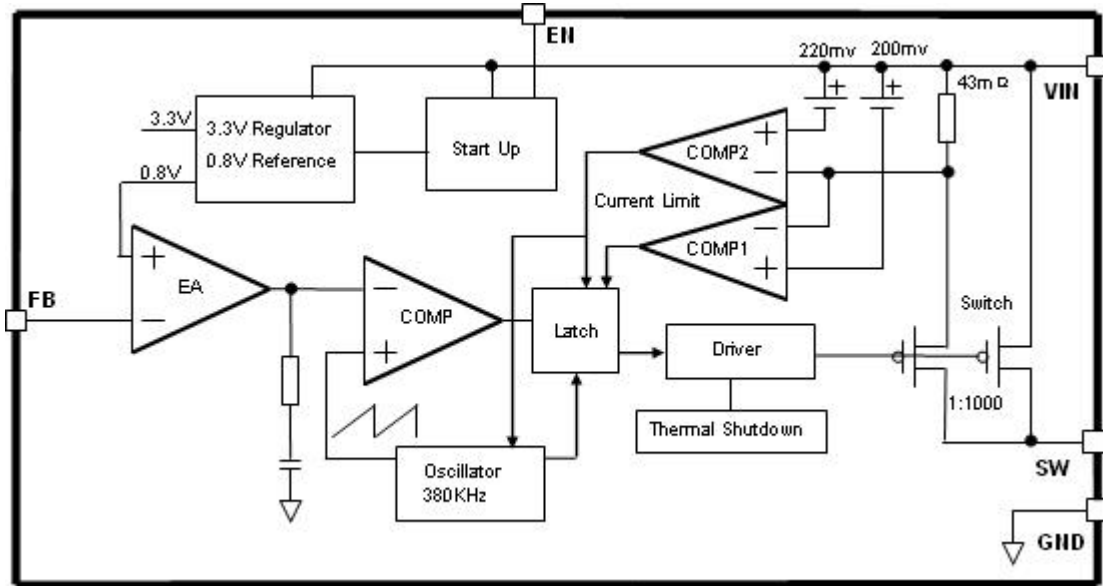 EN
220mv 200mv
43mΩ
VIN
3.3V
3.3V Regulator
0.8V Reference
0.8V
Start Up
+ +
+
COMP2
−
Current Limit
−
COMP1
+
+
EA
−
FB
−
COMP
+
Latch
Driver
Switch
1:1000
Thermal Shutdown
Oscillator
380KHz
SW
GND